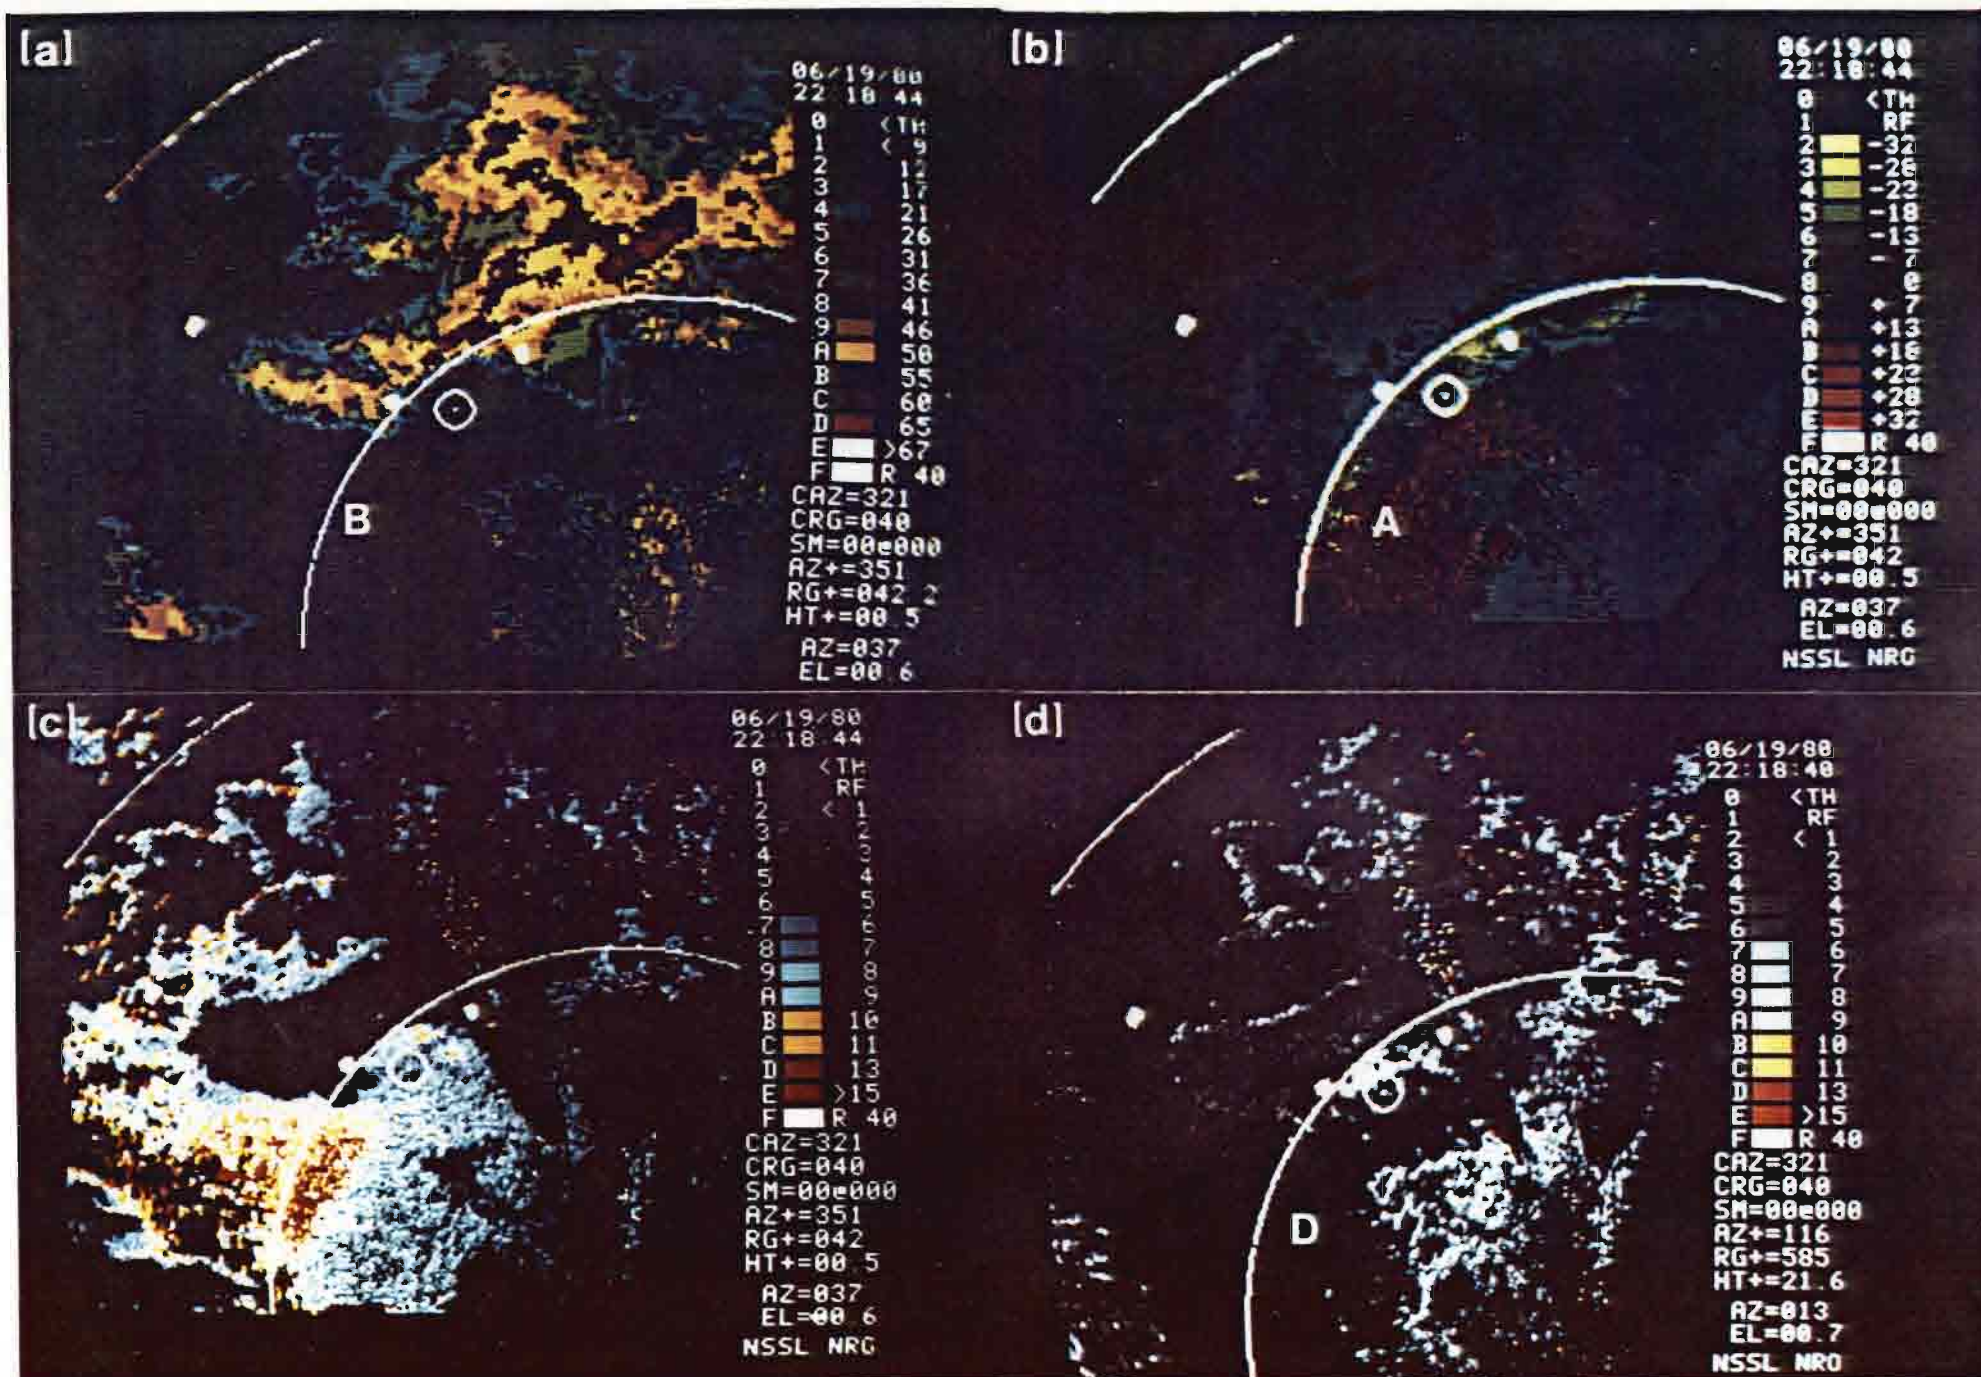 [a]
06/19/80
22 18 44
0 <TH
1 < 9
2 12
3 17
4 21
5 26
6 31
7 36
8 41
9 46
A 50
B 55
C 60
D 65
E >67
F R 40
CAZ=321
CRG=040
SM=00e000
AZ+=351
RG+=042 2
HT+=00 5
AZ=037
EL=00 6
B
[b]
06/19/80
22:18:44
0 <TH
1 RF
2 -32
3 -28
4 -23
5 -18
6 -13
7 - 7
8 0
9 + 7
A +13
B +18
C +23
D +28
E +32
F R 40
CAZ=321
CRG=040
SM=00e000
AZ+=351
RG+=042
HT+=00.5
AZ=037
EL=00.6
NSSL NRG
A
[c]
06/19/80
22 18 44
0 <TH
1 RF
2 < 1
3 2
4 3
5 4
6 5
7 6
8 7
9 8
A 9
B 10
C 11
D 13
E >15
F R 40
CAZ=321
CRG=040
SM=00e000
AZ+=351
RG+=042
HT+=00 5
AZ=037
EL=00 6
NSSL NRG
[d]
06/19/80
22:18:40
0 <TH
1 RF
2 < 1
3 2
4 3
5 4
6 5
7 6
8 7
9 8
A 9
B 10
C 11
D 13
E >15
F R 40
CAZ=321
CRG=040
SM=00e000
AZ+=116
RG+=585
HT+=21.6
AZ=013
EL=00.7
NSSL NRO
D